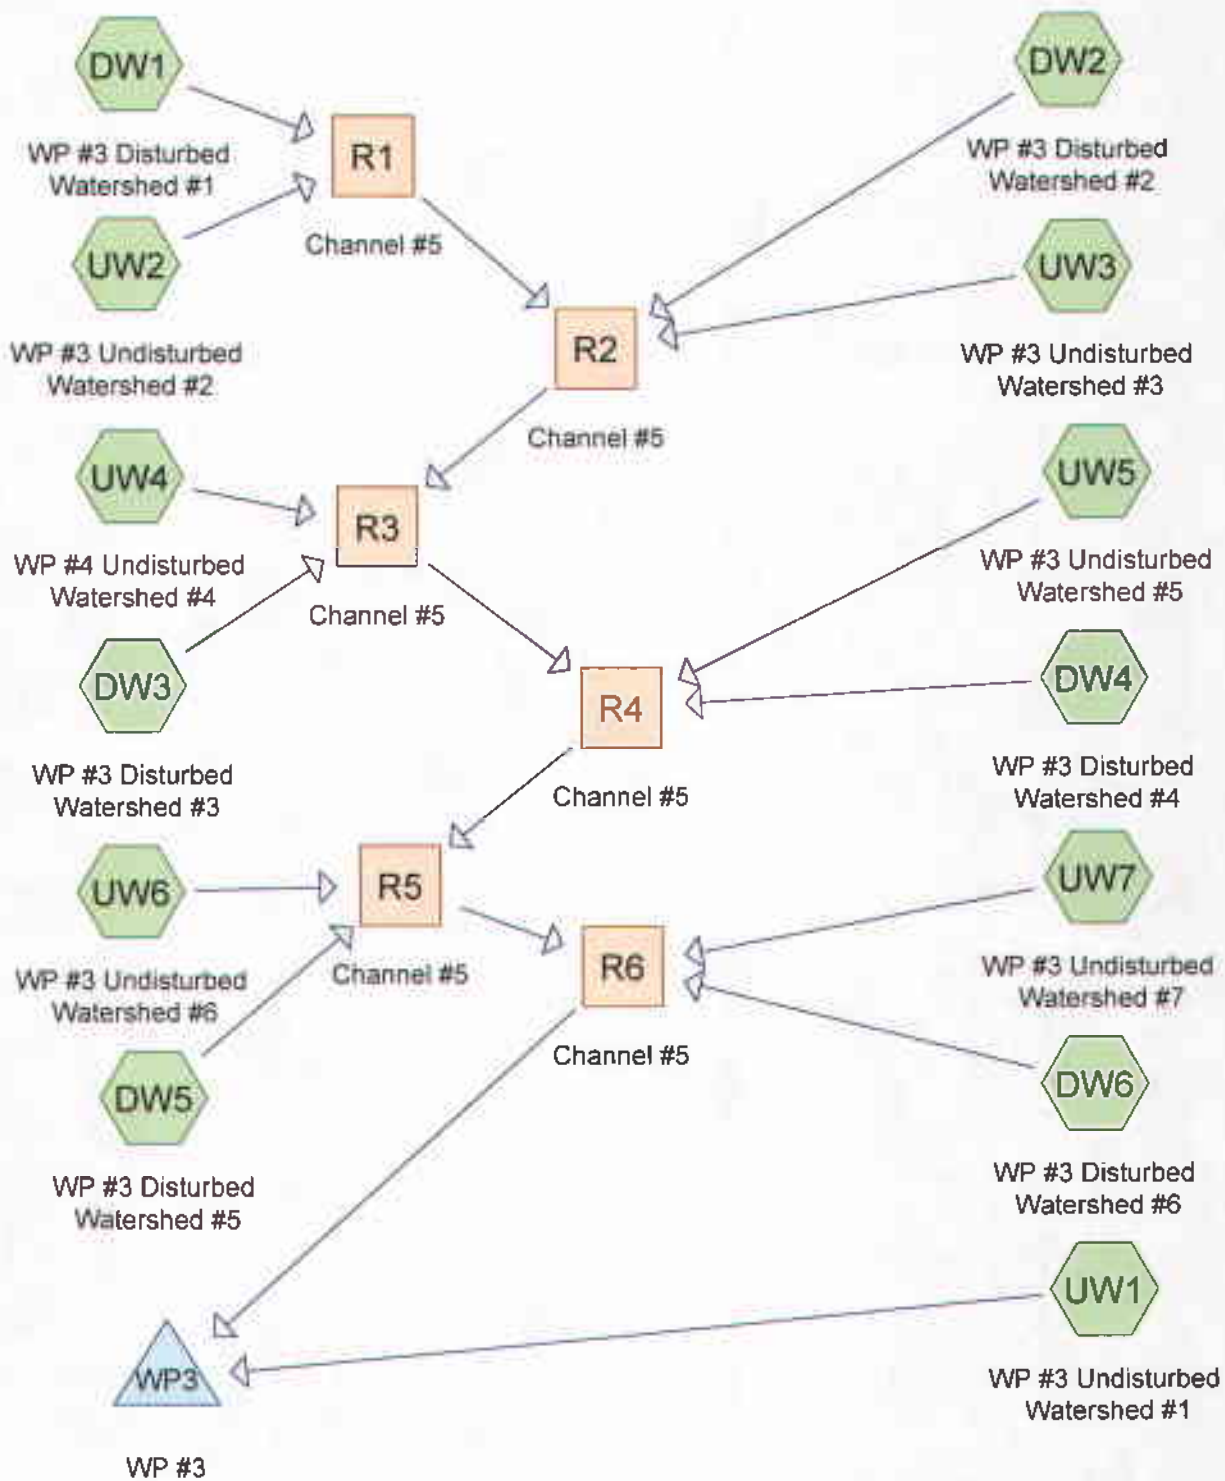 DW1
WP #3 Disturbed
Watershed #1
DW2
WP #3 Disturbed
Watershed #2
R1
Channel #5
UW2
WP #3 Undisturbed
Watershed #2
UW3
WP #3 Undisturbed
Watershed #3
R2
Channel #5
UW4
WP #4 Undisturbed
Watershed #4
UW5
WP #3 Undisturbed
Watershed #5
R3
Channel #5
DW3
WP #3 Disturbed
Watershed #3
R4
Channel #5
DW4
WP #3 Disturbed
Watershed #4
UW6
WP #3 Undisturbed
Watershed #6
R5
Channel #5
UW7
WP #3 Undisturbed
Watershed #7
R6
Channel #5
DW5
WP #3 Disturbed
Watershed #5
DW6
WP #3 Disturbed
Watershed #6
UW1
WP #3 Undisturbed
Watershed #1
WP3
WP #3